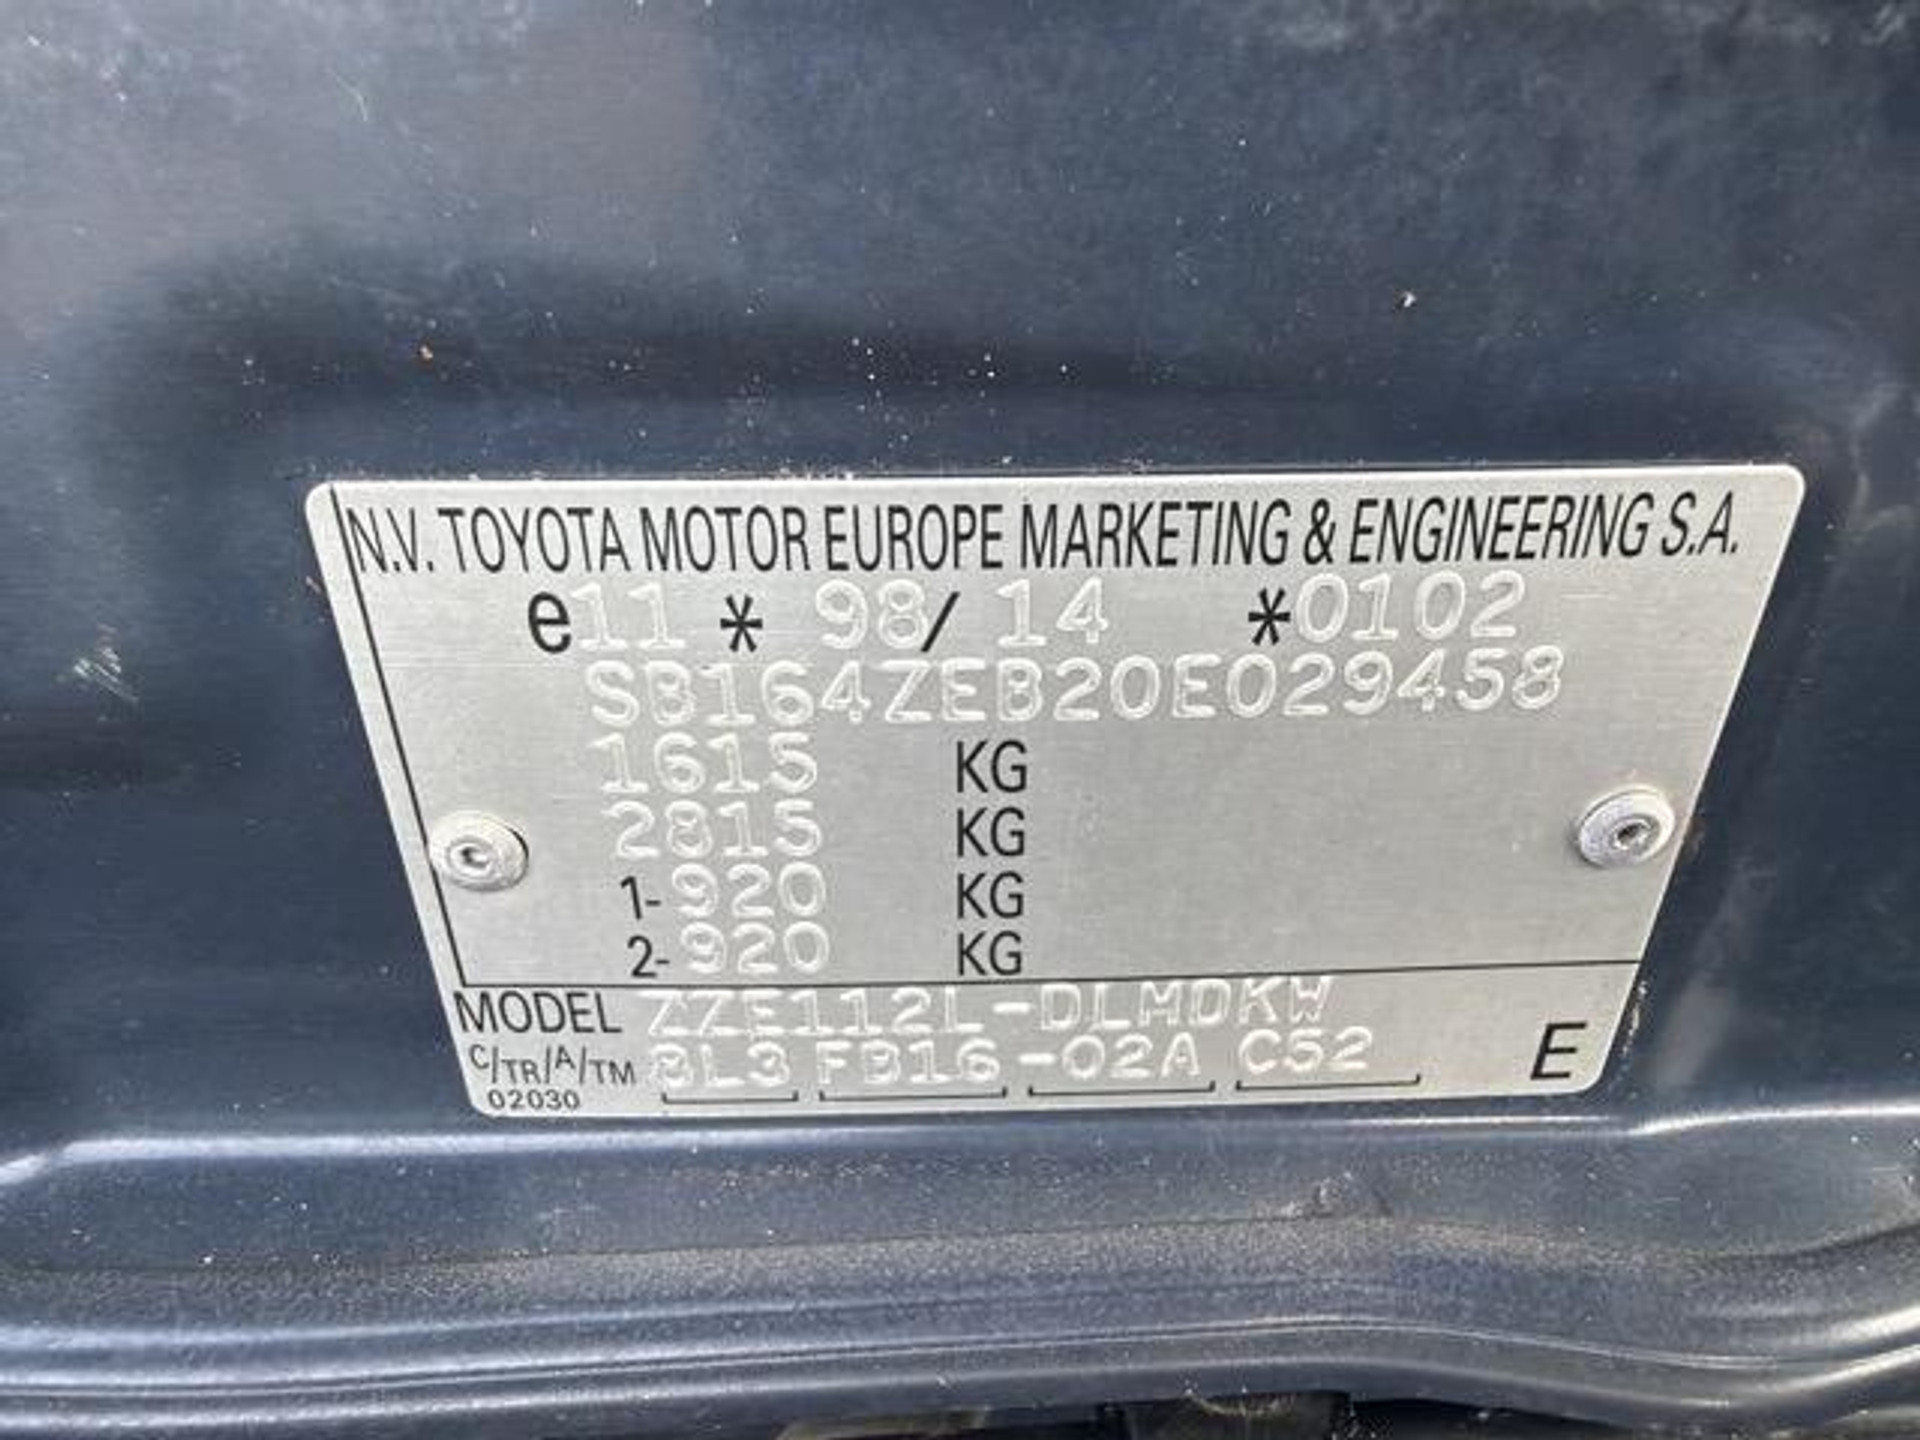 N.V. TOYOTA MOTOR EUROPE MARKETING & ENGINEERING S.A.
e11 * 98/14 *0102
SB164ZEB20E029458
1615 KG
2815 KG
1-920 KG
2-920 KG
MODEL ZZE112L-DLMDKW
C/TR/A/TM 8L3 FB16 -02A C52 E
02030